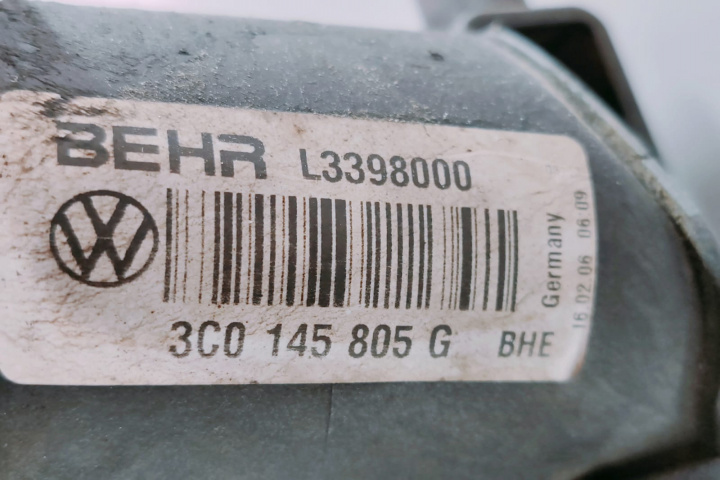 BEHR L3398000
3C0 145 805 G BHE
Germany
16.02.06 06:09